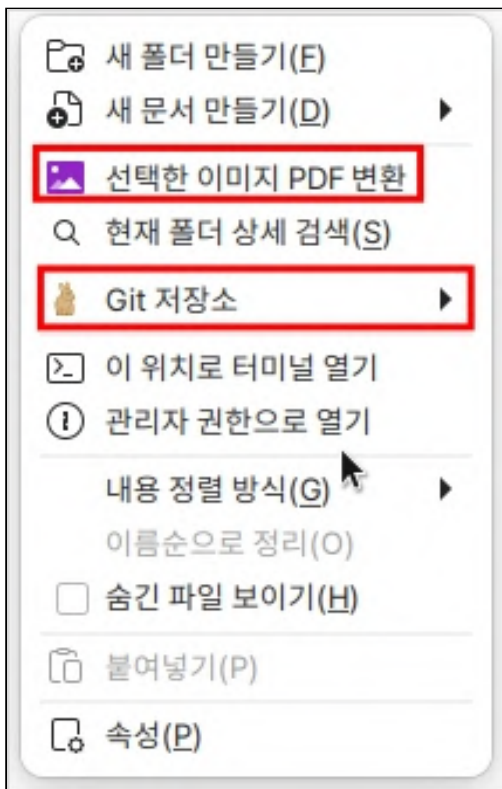 새 폴더 만들기(F)
새 문서 만들기(D)
선택한 이미지 PDF 변환
현재 폴더 상세 검색(S)
Git 저장소
이 위치로 터미널 열기
관리자 권한으로 열기
내용 정렬 방식(G)
이름순으로 정리(O)
숨긴 파일 보이기(H)
붙여넣기(P)
속성(P)